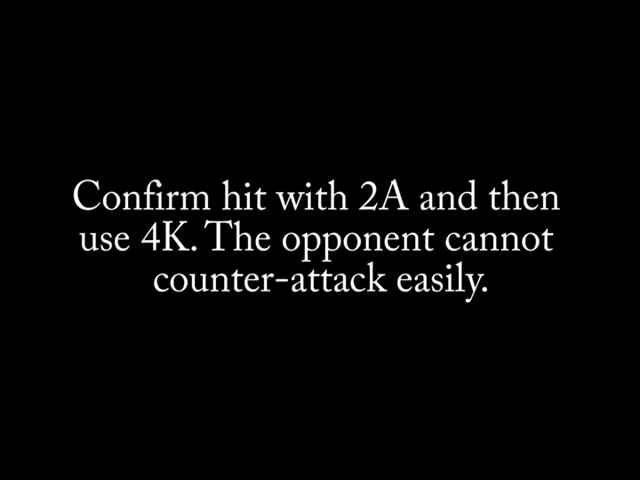 Confirm hit with 2A and then
use 4K. The opponent cannot
counter-attack easily.